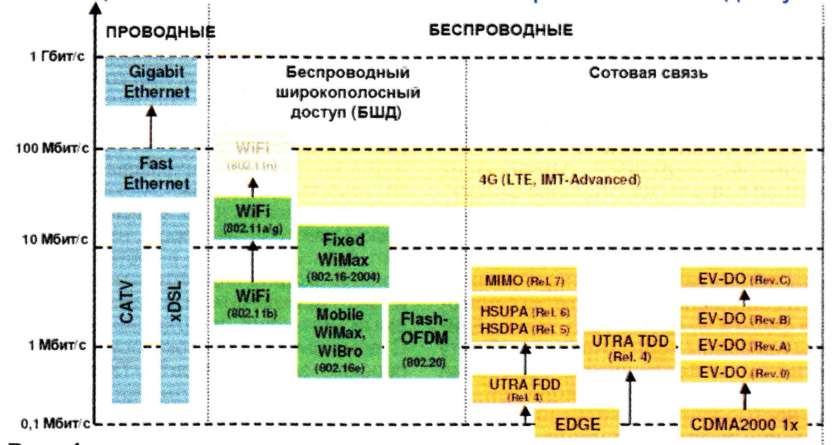 ПРОВОДНЫЕ
БЕСПРОВОДНЫЕ
1 Гбит/с
Gigabit
Ethernet
Беспроводный
широкополосный
доступ (БШД)
Сотовая связь
100 Мбит/с
Fast
Ethernet
WiFi
(802.11n)
4G (LTE, IMT-Advanced)
WiFi
(802.11a/g)
10 Мбит/с
Fixed
WiMax
(802.16-2004)
CATV
xDSL
WiFi
(802.11b)
Mobile
WiMax,
WiBro
(802.16e)
Flash-
OFDM
(802.20)
MIMO (Rel. 7)
HSUPA (Rel. 6)
HSDPA (Rel. 5)
EV-DO (Rev.C)
EV-DO (Rev.B)
EV-DO (Rev.A)
EV-DO (Rev.0)
1 Мбит/с
UTRA TDD
(Rel. 4)
UTRA FDD
(Rel. 4)
0,1 Мбит/с
EDGE
CDMA2000 1x